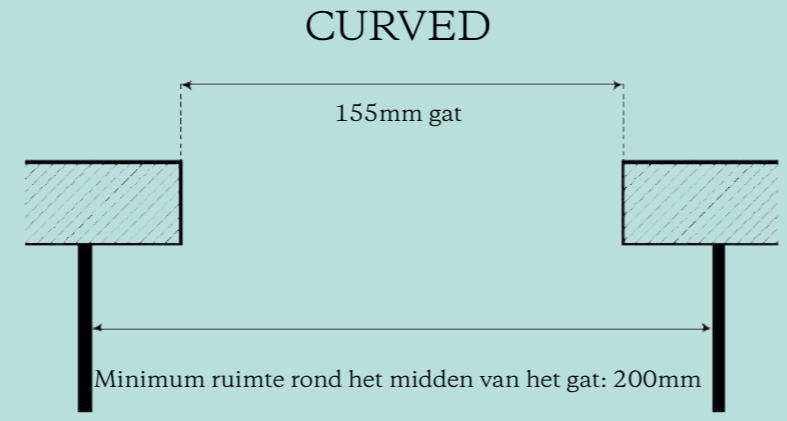 CURVED
155mm gat
Minimum ruimte rond het midden van het gat: 200mm